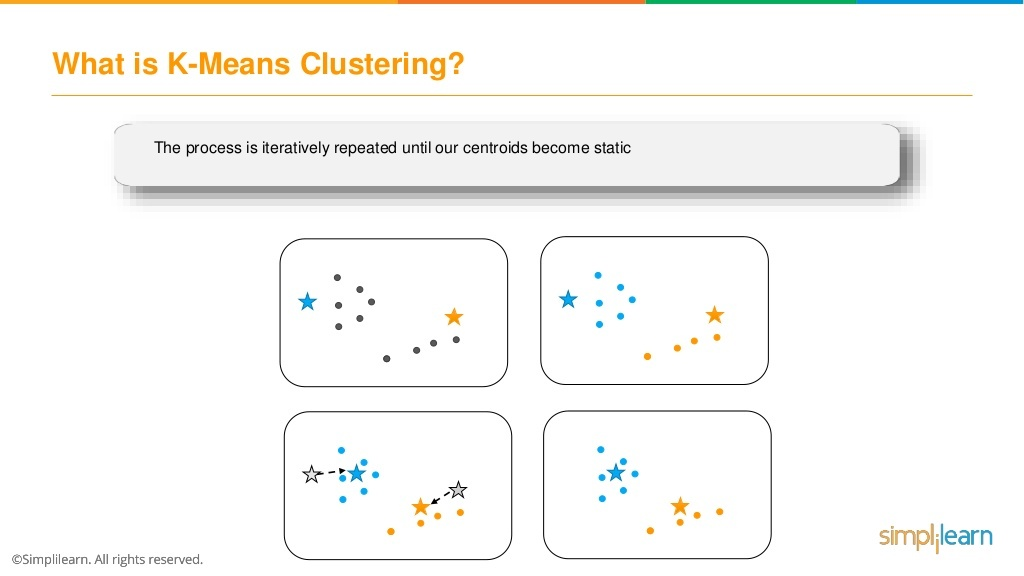 What is K-Means Clustering?
The process is iteratively repeated until our centroids become static
simplilearn
©Simplilearn. All rights reserved.